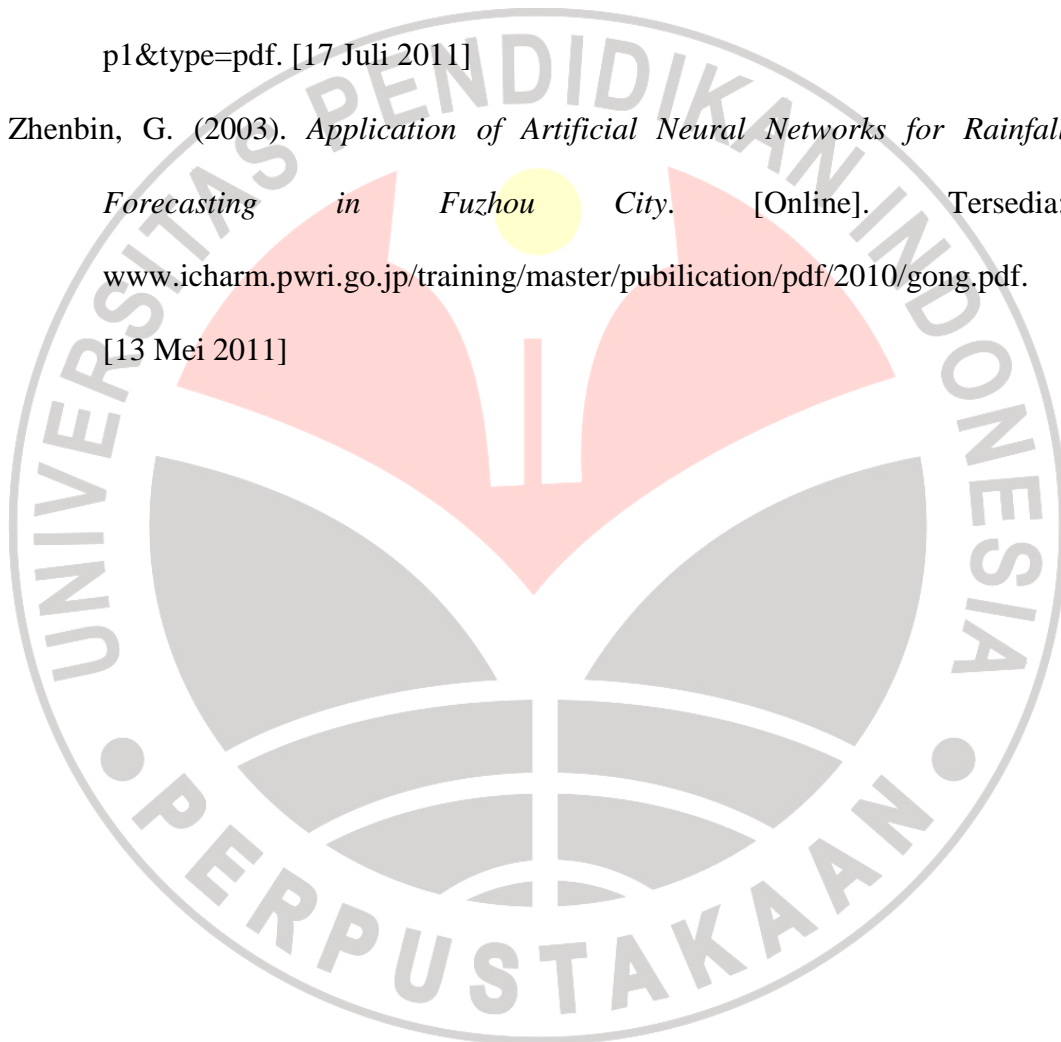 p1&type=pdf. [17 Juli 2011]
Zhenbin, G. (2003). Application of Artificial Neural Networks for Rainfall
Forecasting in Fuzhou City. [Online]. Tersedia:
www.icharm.pwri.go.jp/training/master/pubilication/pdf/2010/gong.pdf.
[13 Mei 2011]
UNIVERSITAS PENDIDIKAN INDONESIA
PERPUSTAKAAN